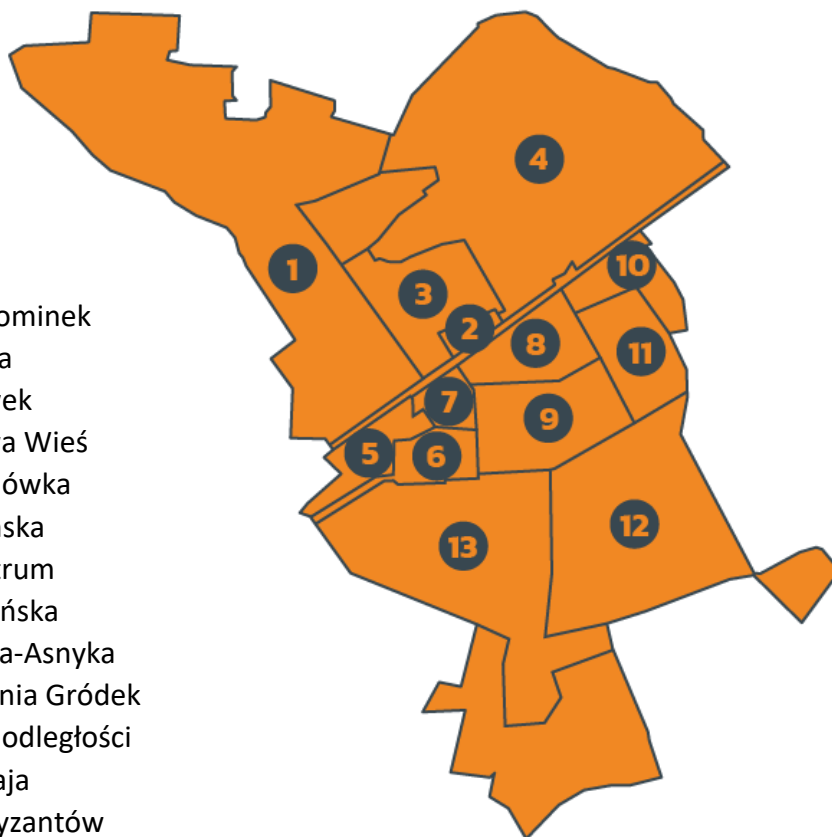 1
2
3
4
5
6
7
8
9
10
11
12
13
ominek
a
ek
a Wieś
ówka
ska
trum
ńska
a-Asnyka
nia Gródek
odległości
aja
yzantów